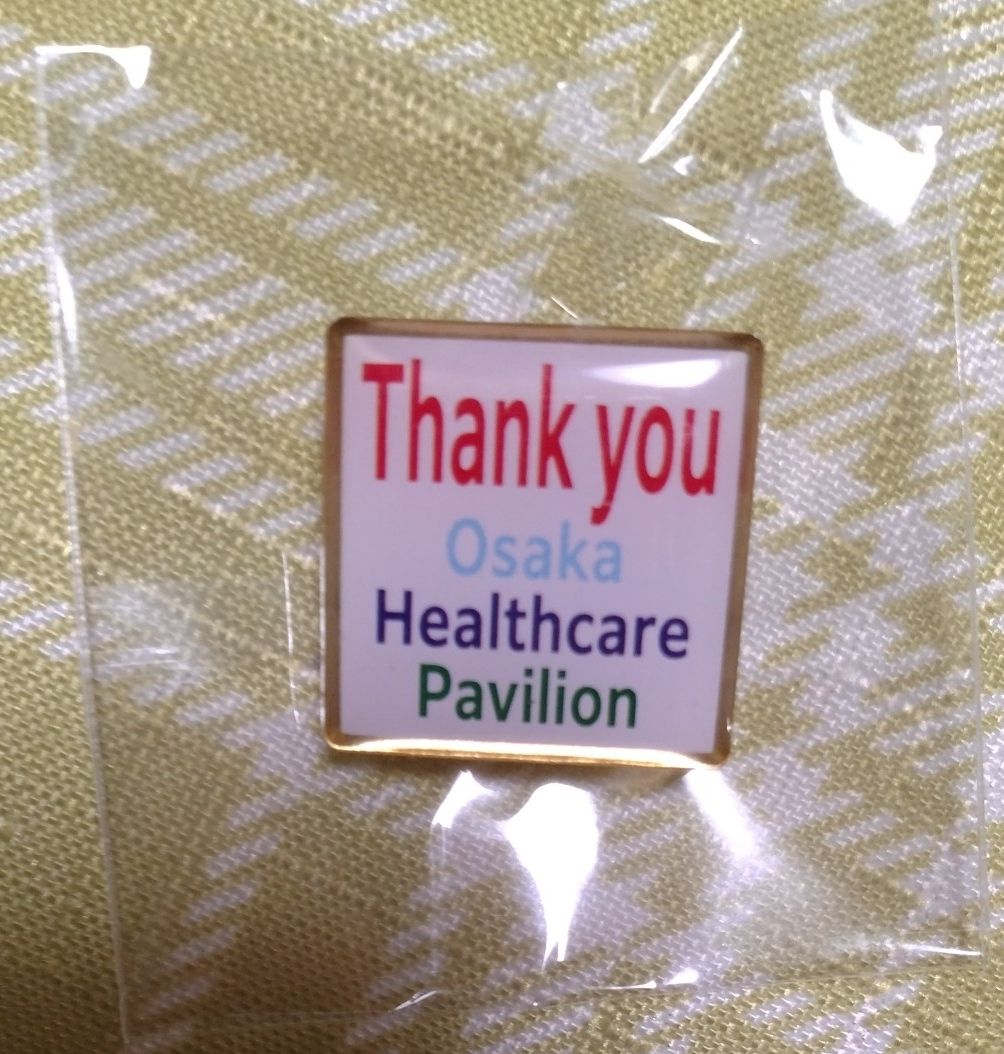 Thank you
Osaka
Healthcare
Pavilion